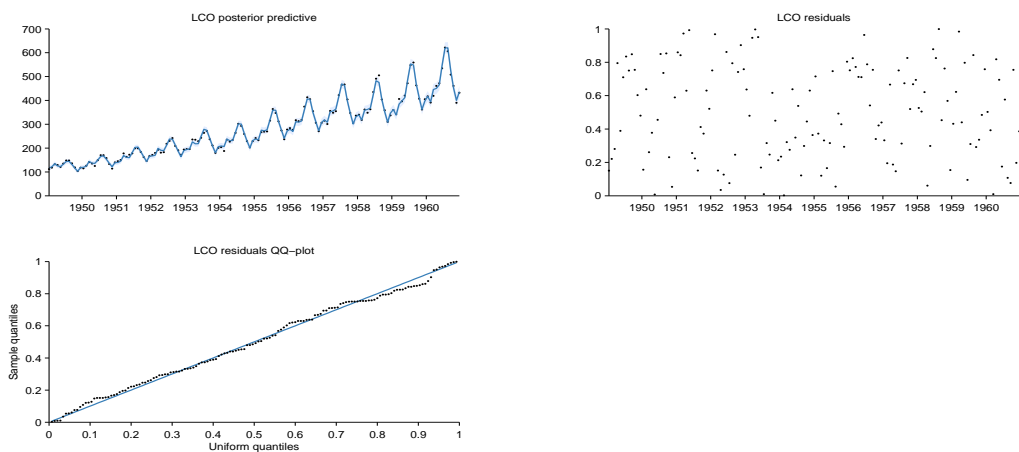 LCO posterior predictive
700
600
500
400
300
200
100
0
1950 1951 1952 1953 1954 1955 1956 1957 1958 1959 1960
LCO residuals
1
0.8
0.6
0.4
0.2
0
1950 1951 1952 1953 1954 1955 1956 1957 1958 1959 1960
LCO residuals QQ−plot
Sample quantiles
1
0.8
0.6
0.4
0.2
0
0 0.1 0.2 0.3 0.4 0.5 0.6 0.7 0.8 0.9 1
Uniform quantiles